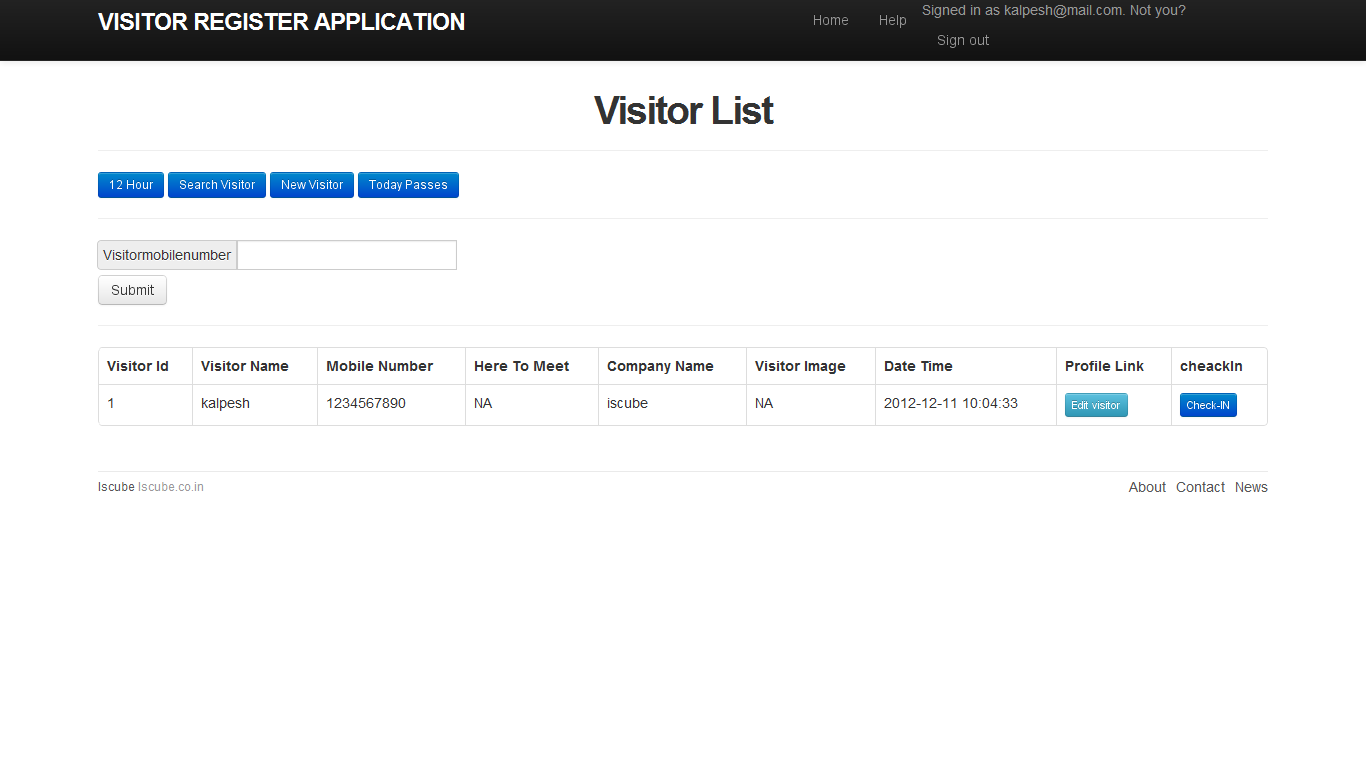 VISITOR REGISTER APPLICATION Home Help Signed in as kalpesh@mail.com. Not you?
Sign out
Visitor List
12 Hour Search Visitor New Visitor Today Passes
Visitormobilenumber
Submit
Visitor Id Visitor Name Mobile Number Here To Meet Company Name Visitor Image Date Time Profile Link cheackIn
1 kalpesh 1234567890 NA iscube NA 2012-12-11 10:04:33 Edit visitor Check-IN
Iscube Iscube.co.in About Contact News